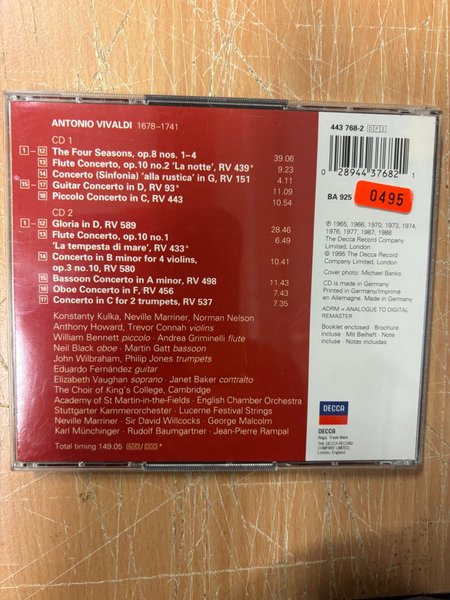 ANTONIO VIVALDI 1678–1741
CD 1
1 – 12 The Four Seasons, op.8 nos. 1–4 39.06
13 Flute Concerto, op.10 no.2 'La notte', RV 439* 9.23
14 Concerto (Sinfonia) 'alla rustica' in G, RV 151 4.11
15 – 17 Guitar Concerto in D, RV 93* 11.09
18 Piccolo Concerto in C, RV 443 10.54
CD 2
1 – 12 Gloria in D, RV 589 28.46
13 Flute Concerto, op.10 no.1 6.49
'La tempesta di mare', RV 433*
14 Concerto in B minor for 4 violins, 10.41
op.3 no.10, RV 580
15 Bassoon Concerto in A minor, RV 498 11.43
16 Oboe Concerto in F, RV 456 7.43
17 Concerto in C for 2 trumpets, RV 537 7.35
Konstanty Kulka, Neville Marriner, Norman Nelson
Anthony Howard, Trevor Connah violins
William Bennett piccolo · Andrea Griminelli flute
Neil Black oboe · Martin Gatt bassoon
John Wilbraham, Philip Jones trumpets
Eduardo Fernández guitar
Elizabeth Vaughan soprano · Janet Baker contralto
The Choir of King's College, Cambridge
Academy of St Martin-in-the-Fields · English Chamber Orchestra
Stuttgarter Kammerorchester · Lucerne Festival Strings
Neville Marriner · Sir David Willcocks · George Malcolm
Karl Münchinger · Rudolf Baumgartner · Jean-Pierre Rampal
Total timing 149.05 ADD/DDD*
443 768-2 DF2
0 28944 37682 1
BA 925
0495
℗ 1965, 1966, 1970, 1973, 1974,
1976, 1977, 1987, 1988
The Decca Record Company
Limited, London
© 1995 The Decca Record
Company Limited, London
Cover photo: Michael Banks
CD is made in Germany
Printed in Germany/Imprimé
en Allemagne. Made in Germany
ADRM = ANALOGUE TO DIGITAL
REMASTER
Booklet enclosed · Brochure
incluse · Mit Beiheft · Note
incluse · Notas incluidas
DECCA
DECCA
Regd. Trade Mark
THE DECCA RECORD
COMPANY LIMITED
London, England